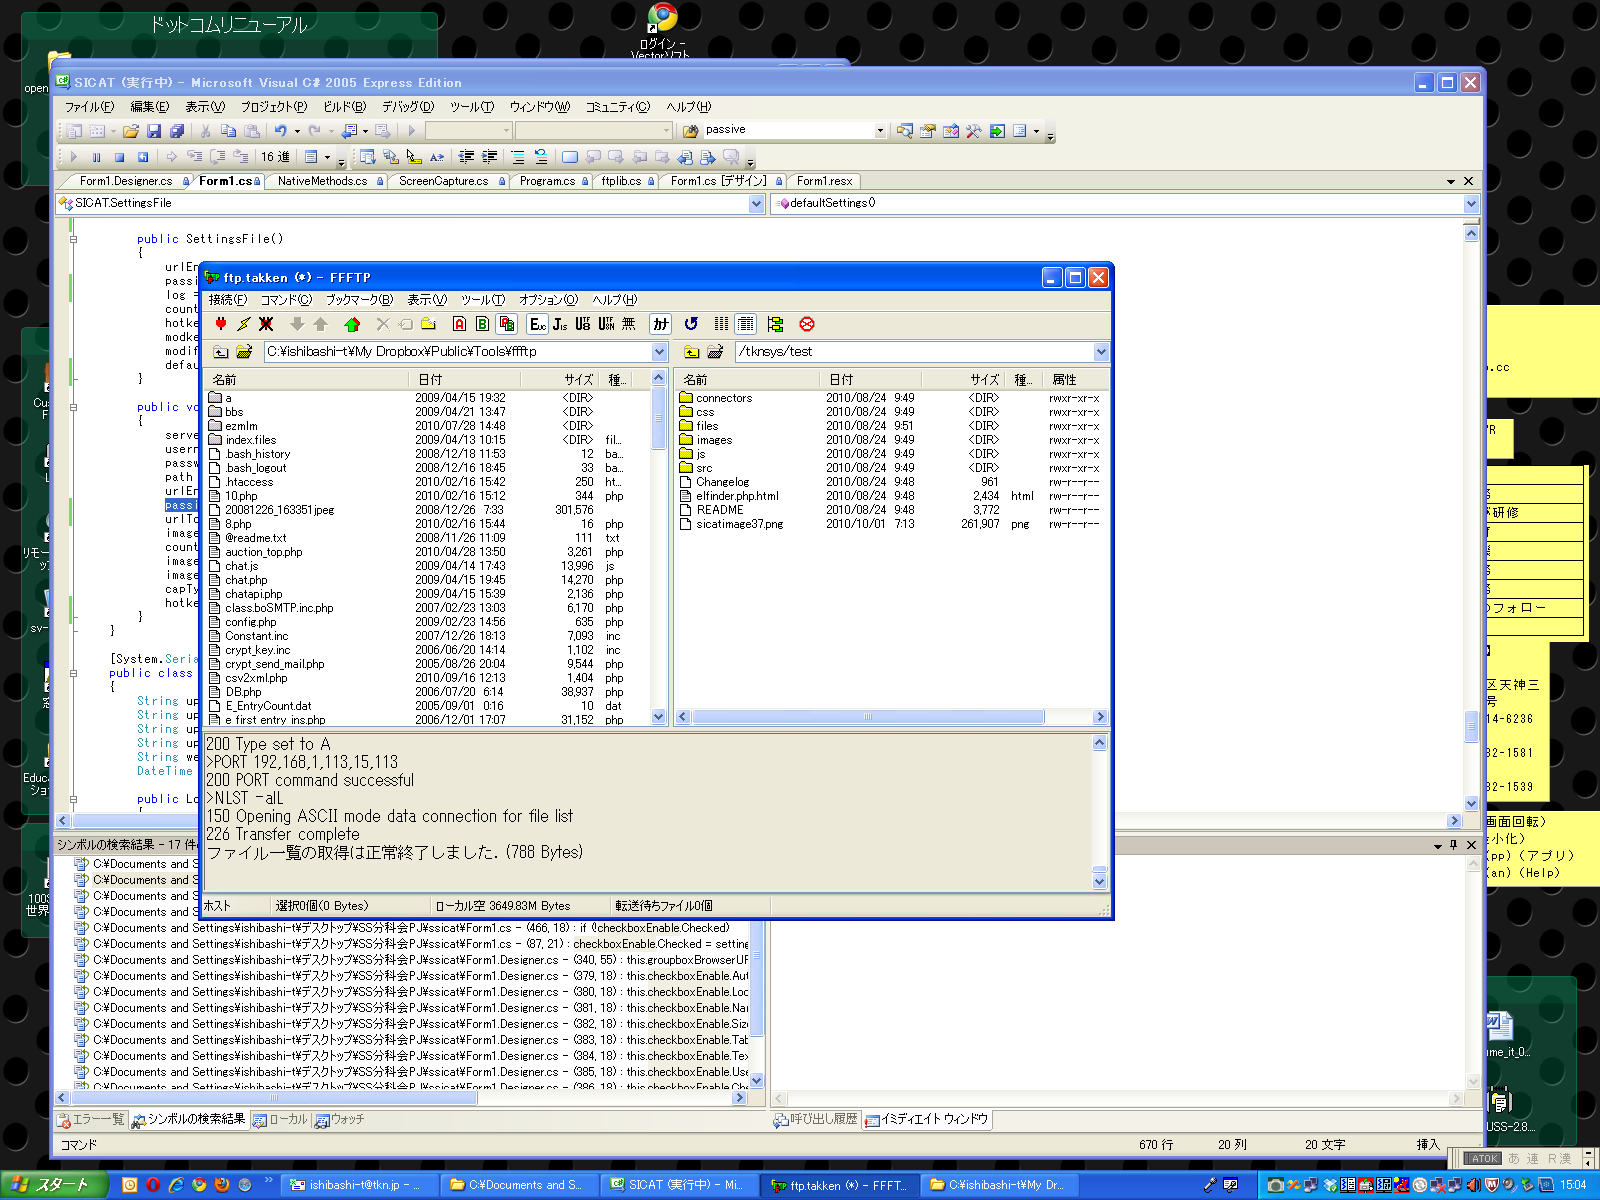 ドットコムリニューアル
ログイン -
Vectorソフト
open
SICAT (実行中) - Microsoft Visual C# 2005 Express Edition
ファイル(F) 編集(E) 表示(V) プロジェクト(P) ビルド(B) デバッグ(D) ツール(T) ウィンドウ(W) コミュニティ(C) ヘルプ(H)
passive
16 進
Form1.Designer.cs Form1.cs NativeMethods.cs ScreenCapture.cs Program.cs ftplib.cs Form1.cs [デザイン] Form1.resx
SICAT.SettingsFile defaultSettings()
public SettingsFile()
{
urlEn
passi
log =
count
hotke
modke
modif
defau
}
public vo
{
serve
usern
passw
path
urlEn
passi
urlTo
image
count
image
image
capTy
hotke
}
}
[System.Seria
public class
{
String up
String up
String up
String up
String we
DateTime
public Lo
ftp.takken (*) - FFFTP
接続(F) コマンド(C) ブックマーク(B) 表示(V) ツール(T) オプション(O) ヘルプ(H)
C:¥ishibashi-t¥My Dropbox¥Public¥Tools¥ffftp
/tknsys/test
名前 日付 サイズ 種...
a 2009/04/15 19:32 <DIR>
bbs 2009/04/21 13:47 <DIR>
ezmlm 2010/07/28 14:48 <DIR>
index.files 2009/04/13 10:15 <DIR> fil...
.bash_history 2008/12/18 11:53 12 ba...
.bash_logout 2008/12/16 18:45 33 ba...
.htaccess 2010/02/16 15:42 250 ht...
10.php 2010/02/16 15:12 344 php
20081226_163351jpeg 2008/12/26 7:33 301,576
8.php 2010/02/16 15:44 16 php
@readme.txt 2008/11/26 11:09 111 txt
auction_top.php 2010/04/28 13:50 3,261 php
chat.js 2009/04/14 17:43 13,996 js
chat.php 2009/04/15 19:45 14,270 php
chatapi.php 2009/04/15 15:39 2,136 php
class.boSMTP.inc.php 2007/02/23 13:03 6,170 php
config.php 2009/02/23 14:56 635 php
Constant.inc 2007/12/26 18:13 7,093 inc
crypt_key.inc 2006/06/20 14:14 1,102 inc
crypt_send_mail.php 2005/08/26 20:04 9,544 php
csv2xml.php 2010/09/16 12:13 1,404 php
DB.php 2006/07/20 6:14 38,937 php
E_EntryCount.dat 2005/09/01 0:16 10 dat
e_first_entry_ins.php 2006/12/01 17:07 31,152 php
名前 日付 サイズ 種... 属性
connectors 2010/08/24 9:49 <DIR> rwxr-xr-x
css 2010/08/24 9:49 <DIR> rwxr-xr-x
files 2010/08/24 9:51 <DIR> rwxr-xr-x
images 2010/08/24 9:49 <DIR> rwxr-xr-x
js 2010/08/24 9:49 <DIR> rwxr-xr-x
src 2010/08/24 9:49 <DIR> rwxr-xr-x
Changelog 2010/08/24 9:48 961 rw-r--r--
elfinder.php.html 2010/08/24 9:48 2,434 html rw-r--r--
README 2010/08/24 9:48 3,772 rw-r--r--
sicatimage37.png 2010/10/01 7:13 261,907 png rw-r--r--
200 Type set to A
>PORT 192,168,1,113,15,113
200 PORT command successful
>NLST -alL
150 Opening ASCII mode data connection for file list
226 Transfer complete
ファイル一覧の取得は正常終了しました. (788 Bytes)
ホスト 選択0個(0 Bytes) ローカル空 3649.83M Bytes 転送待ちファイル0個
シンボルの検索結果 - 17 件
C:¥Documents and S
C:¥Documents and S
C:¥Documents and S
C:¥Documents and S
C:¥Documents and Settings¥ishibashi-t¥デスクトップ¥SS分科会PJ¥ssicat¥Form1.cs - (466, 18) : if (!checkboxEnable.Checked)
C:¥Documents and Settings¥ishibashi-t¥デスクトップ¥SS分科会PJ¥ssicat¥Form1.cs - (87, 21) : checkboxEnable.Checked = setting
C:¥Documents and Settings¥ishibashi-t¥デスクトップ¥SS分科会PJ¥ssicat¥Form1.Designer.cs - (340, 55) : this.groupboxBrowserUR
C:¥Documents and Settings¥ishibashi-t¥デスクトップ¥SS分科会PJ¥ssicat¥Form1.Designer.cs - (379, 18) : this.checkboxEnable.Aut
C:¥Documents and Settings¥ishibashi-t¥デスクトップ¥SS分科会PJ¥ssicat¥Form1.Designer.cs - (380, 18) : this.checkboxEnable.Loc
C:¥Documents and Settings¥ishibashi-t¥デスクトップ¥SS分科会PJ¥ssicat¥Form1.Designer.cs - (381, 18) : this.checkboxEnable.Nar
C:¥Documents and Settings¥ishibashi-t¥デスクトップ¥SS分科会PJ¥ssicat¥Form1.Designer.cs - (382, 18) : this.checkboxEnable.Size
C:¥Documents and Settings¥ishibashi-t¥デスクトップ¥SS分科会PJ¥ssicat¥Form1.Designer.cs - (383, 18) : this.checkboxEnable.Tab
C:¥Documents and Settings¥ishibashi-t¥デスクトップ¥SS分科会PJ¥ssicat¥Form1.Designer.cs - (384, 18) : this.checkboxEnable.Tex
C:¥Documents and Settings¥ishibashi-t¥デスクトップ¥SS分科会PJ¥ssicat¥Form1.Designer.cs - (385, 18) : this.checkboxEnable.Use
C:¥Documents and Settings¥ishibashi-t¥デスクトップ¥SS分科会PJ¥ssicat¥Form1.Designer.cs - (386, 18) : this.checkboxEnable.Che
エラー一覧 シンボルの検索結果 ローカル ウォッチ
呼び出し履歴 イミディエイト ウィンドウ
コマンド 670 行 20 列 20 文字 挿入
p.cc
研修
フォロー
区天神三
号
14-6236
32-1581
32-1539
画面回転)
小化)
(pp) (アプリ)
(an) (Help)
ume_it_0...
USS-2.8....
Cu
リモー
sv-
Educ
ショ
100
世界
ATOK あ 連 R漢
スタート
ishibashi-t@tkn.jp - ...
C:¥Documents and S...
SICAT (実行中) - Mi...
ftp.takken (*) - FFFT...
C:¥ishibashi-t¥My Dr...
15:04